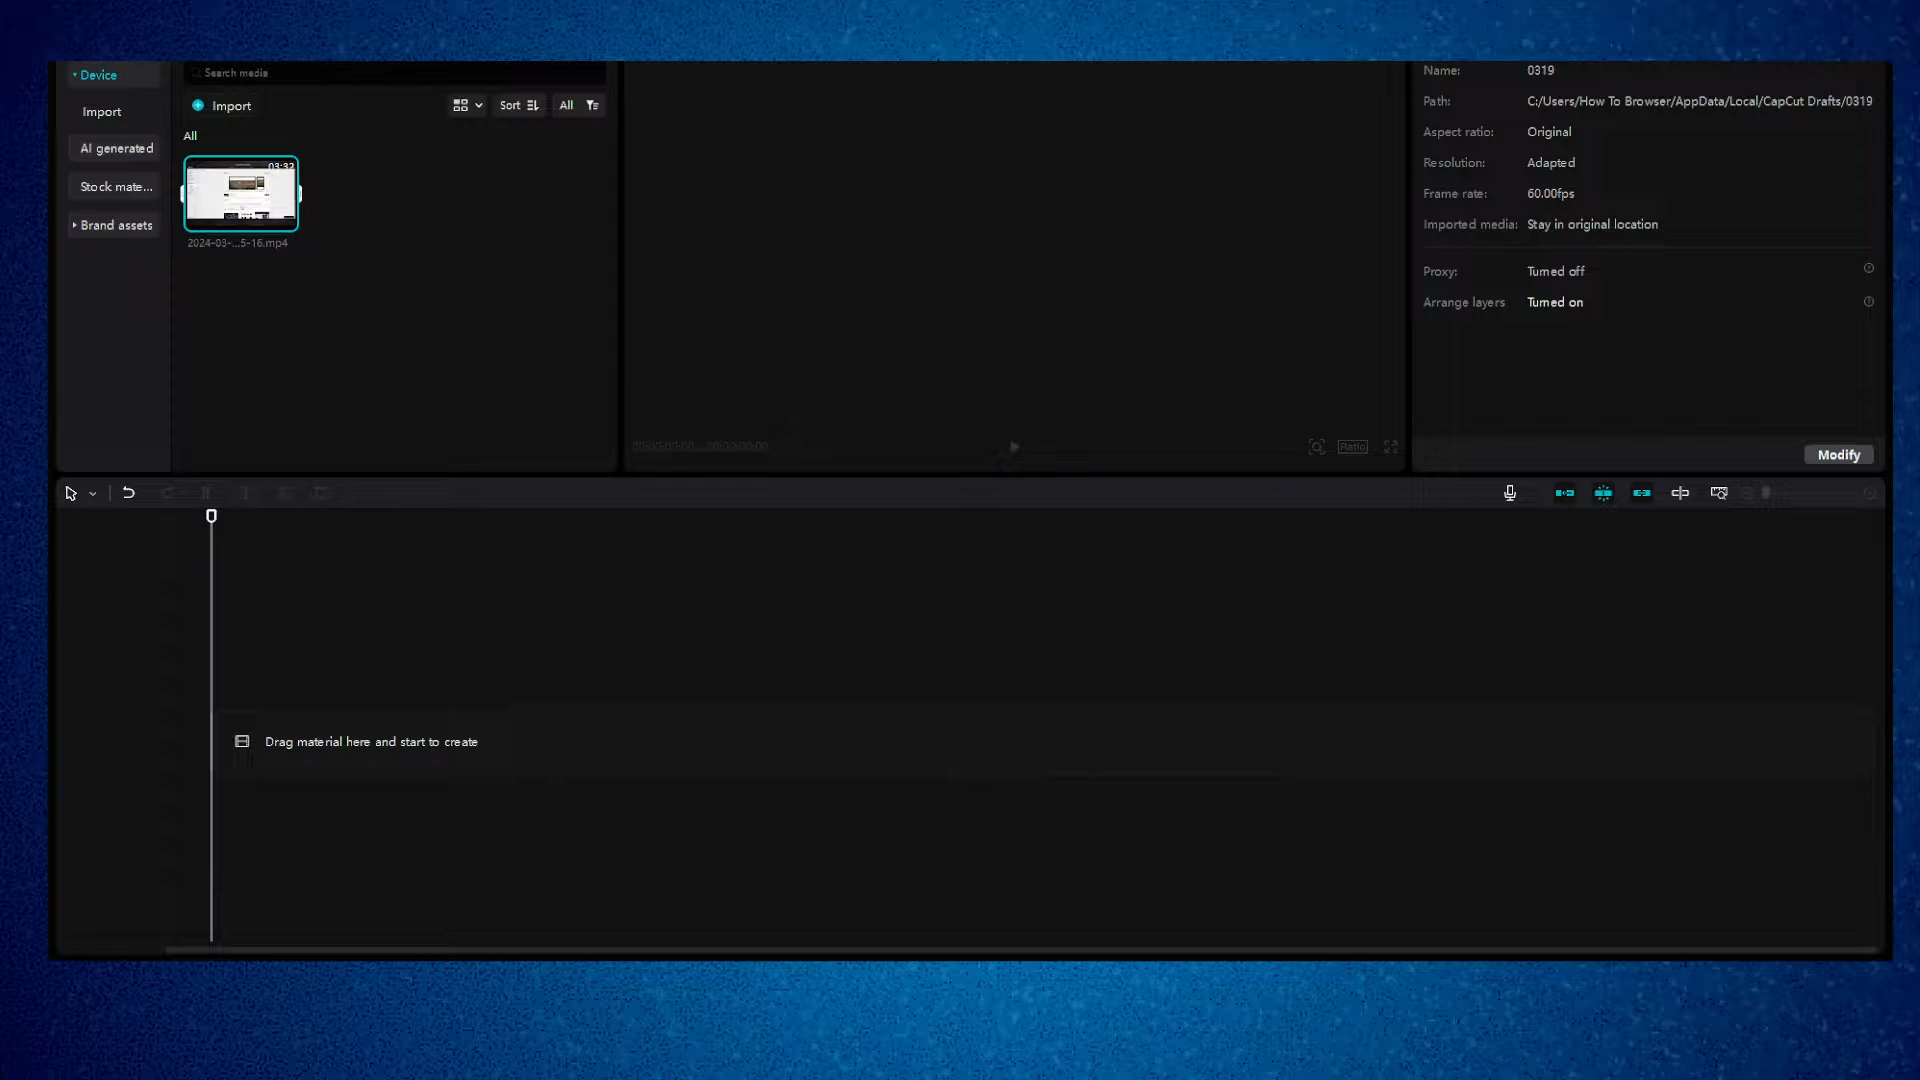 Device
Search media
Import
Import
Sort
All
All
AI generated
Stock mate...
Brand assets
03:32
2024-03-...5-16.mp4
Name: 0319
Path: C:/Users/How To Browser/AppData/Local/CapCut Drafts/0319
Aspect ratio: Original
Resolution: Adapted
Frame rate: 60.00fps
Imported media: Stay in original location
Proxy: Turned off
Arrange layers Turned on
Ratio
Modify
Drag material here and start to create